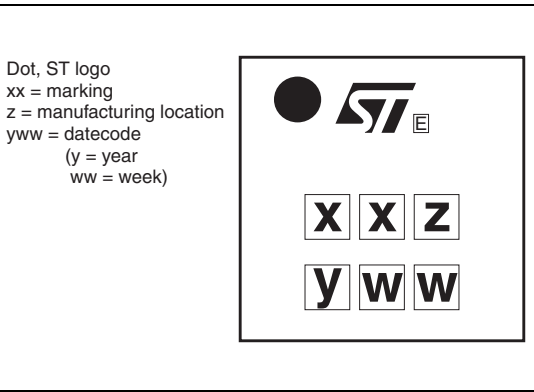 Dot, ST logo
xx = marking
z = manufacturing location
yww = datecode
(y = year
ww = week)
ST
E
x x z
y w w